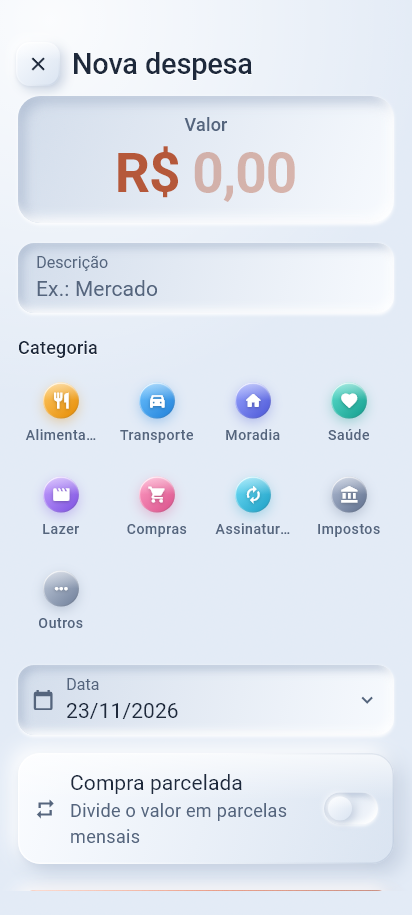 Nova despesa
Valor
R$ 0,00
Descrição
Ex.: Mercado
Categoria
Alimenta…
Transporte
Moradia
Saúde
Lazer
Compras
Assinatur…
Impostos
Outros
Data
23/11/2026
Compra parcelada
Divide o valor em parcelas
mensais